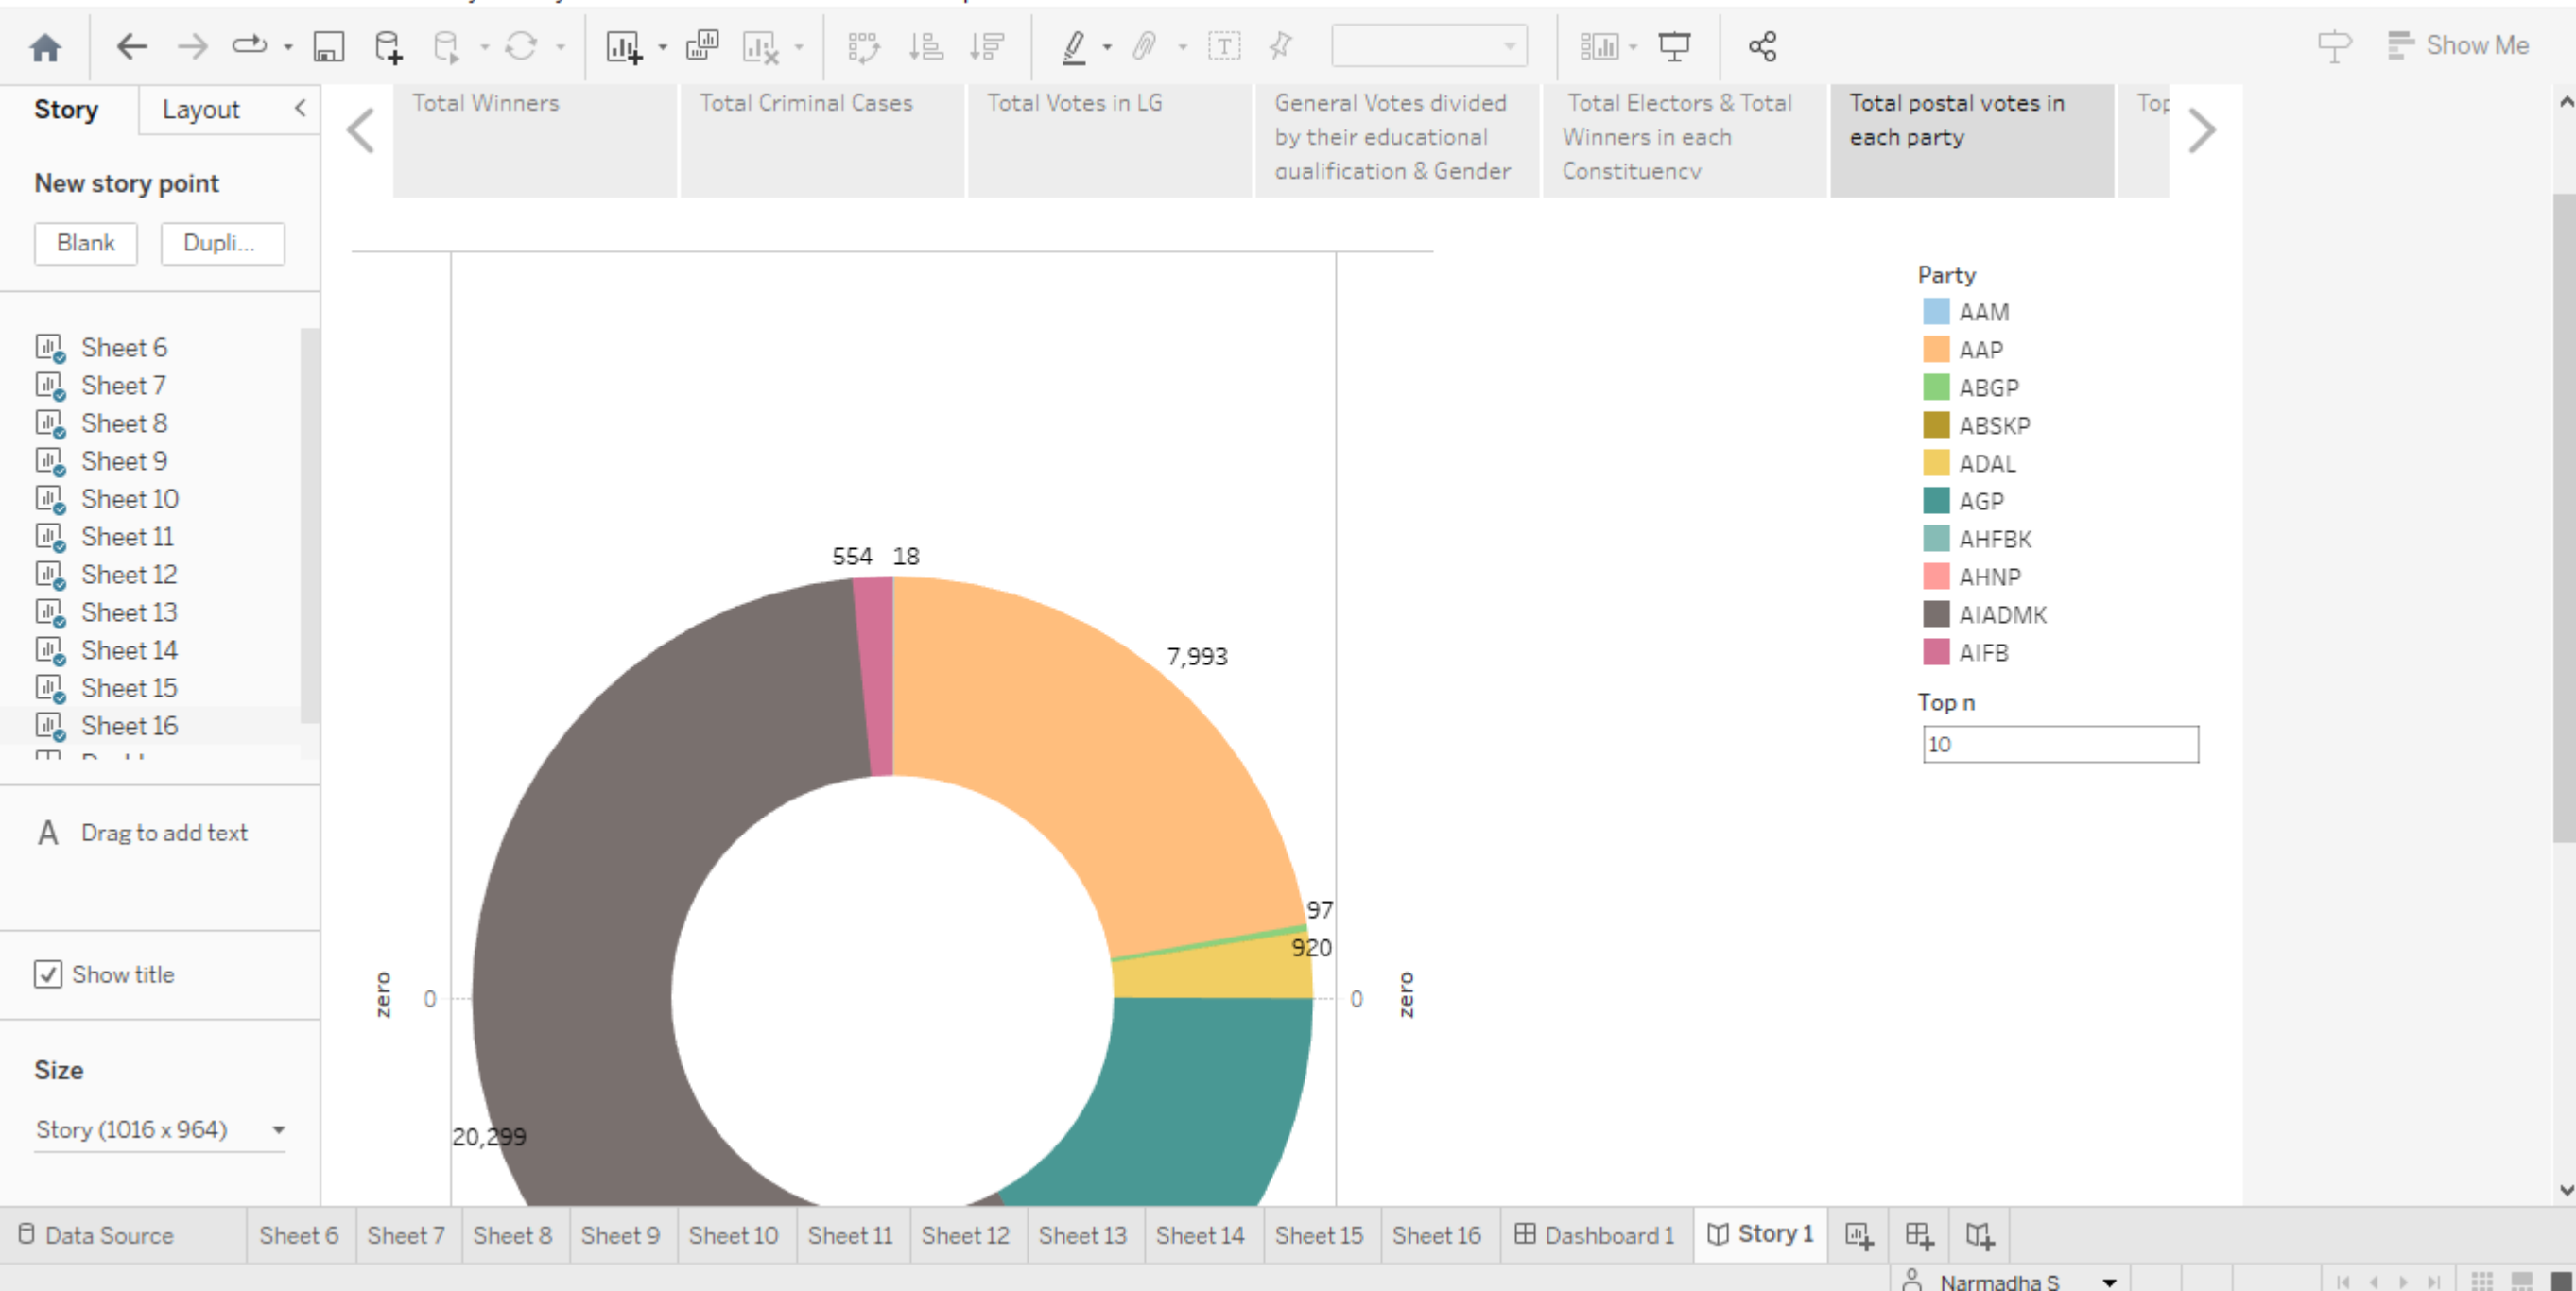 Show Me
Story
Layout
New story point
Blank
Dupli...
Sheet 6
Sheet 7
Sheet 8
Sheet 9
Sheet 10
Sheet 11
Sheet 12
Sheet 13
Sheet 14
Sheet 15
Sheet 16
A Drag to add text
Show title
Size
Story (1016 x 964)
Total Winners
Total Criminal Cases
Total Votes in LG
General Votes divided
by their educational
qualification & Gender
Total Electors & Total
Winners in each
Constituency
Total postal votes in
each party
Top
554 18
7,993
97
920
zero 0
0 zero
20,299
Party
AAM
AAP
ABGP
ABSKP
ADAL
AGP
AHFBK
AHNP
AIADMK
AIFB
Top n
10
Data Source
Sheet 6
Sheet 7
Sheet 8
Sheet 9
Sheet 10
Sheet 11
Sheet 12
Sheet 13
Sheet 14
Sheet 15
Sheet 16
Dashboard 1
Story 1
Narmadha S